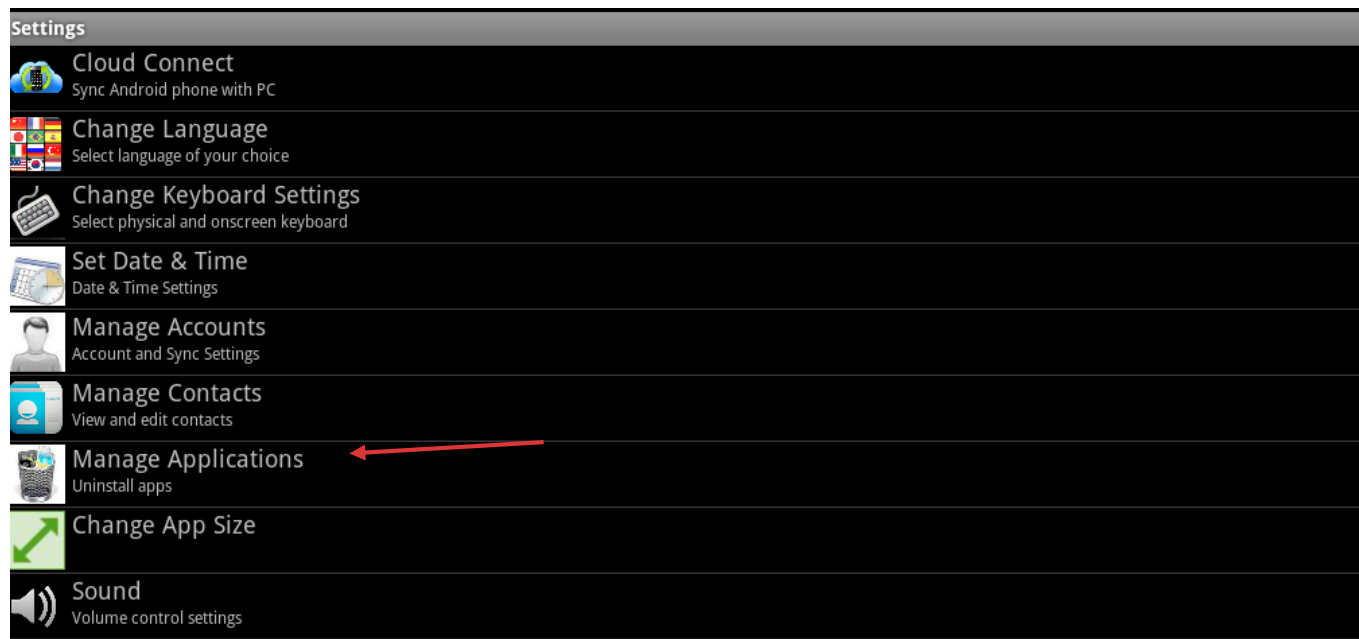 Settings
Cloud Connect
Sync Android phone with PC
Change Language
Select language of your choice
Change Keyboard Settings
Select physical and onscreen keyboard
Set Date & Time
Date & Time Settings
Manage Accounts
Account and Sync Settings
Manage Contacts
View and edit contacts
Manage Applications
Uninstall apps
Change App Size
Sound
Volume control settings